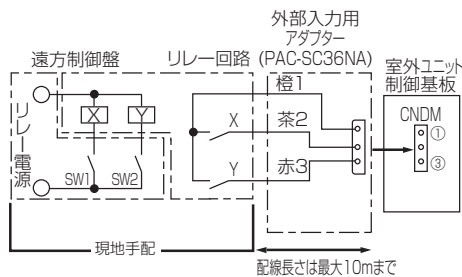 外部入力用
アダプター
(PAC-SC36NA)
遠方制御盤
リレー回路
室外ユニット
制御基板
橙1
CNDM
X
Y
X
茶2
①
リレー電源
Y
赤3
③
SW1
SW2
現地手配
配線長さは最大10mまで